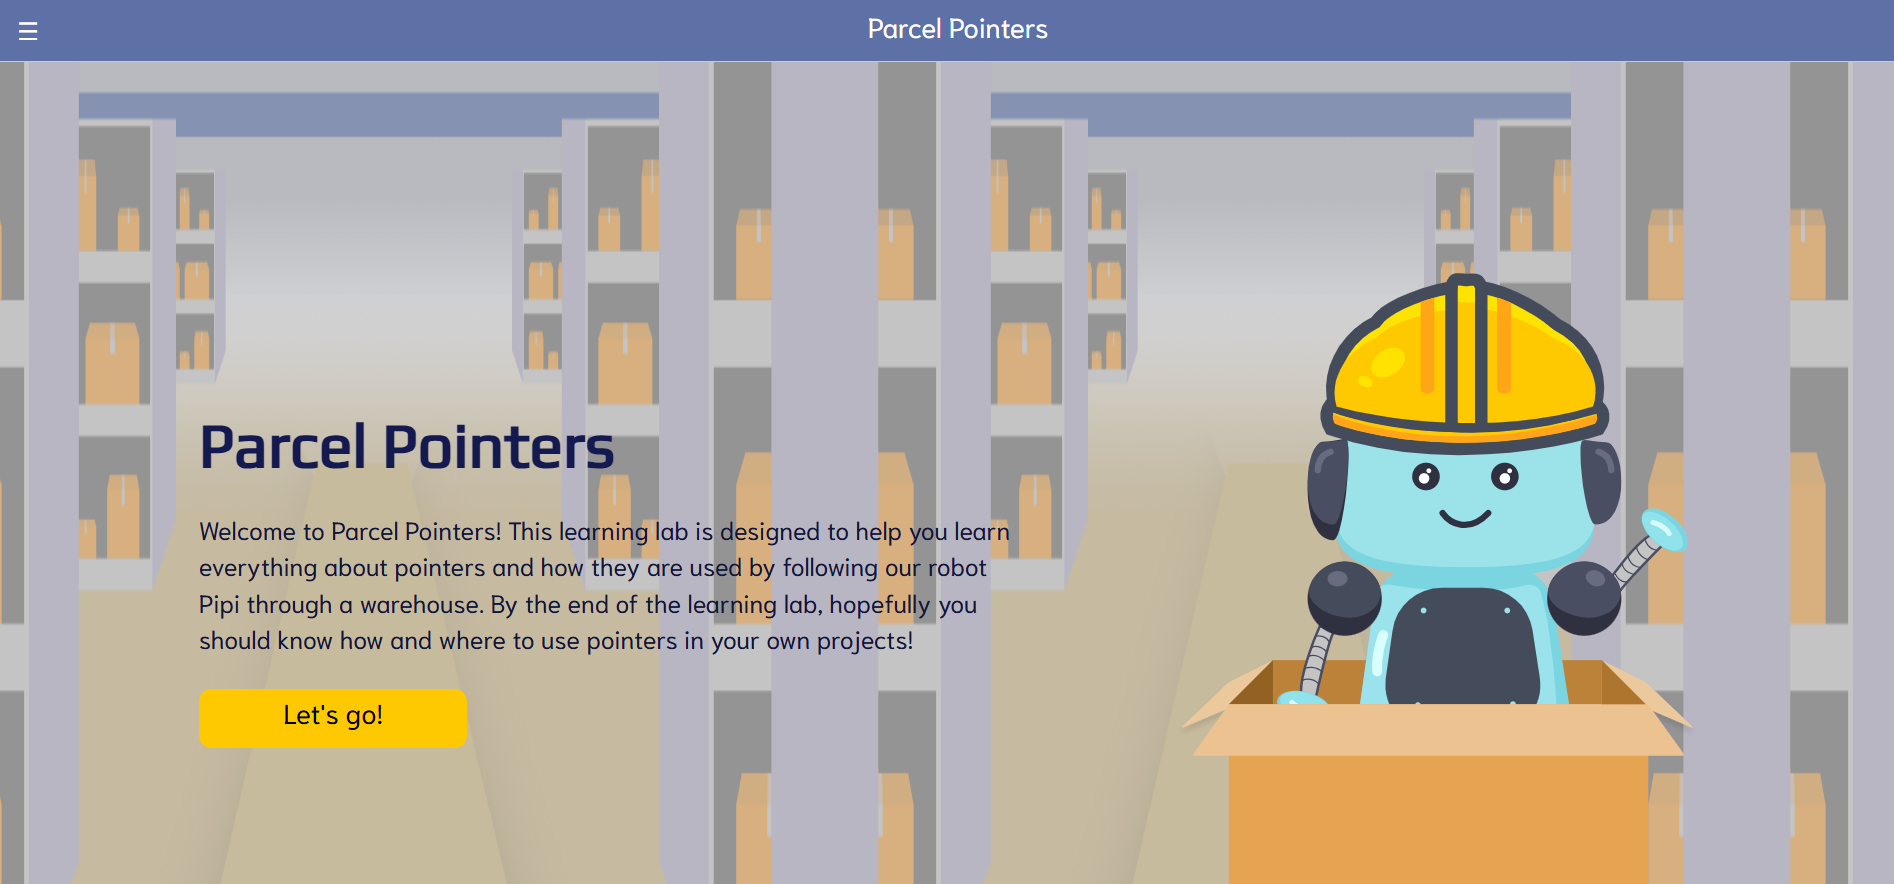 Parcel Pointers
Parcel Pointers
Welcome to Parcel Pointers! This learning lab is designed to help you learn
everything about pointers and how they are used by following our robot
Pipi through a warehouse. By the end of the learning lab, hopefully you
should know how and where to use pointers in your own projects!
Let's go!